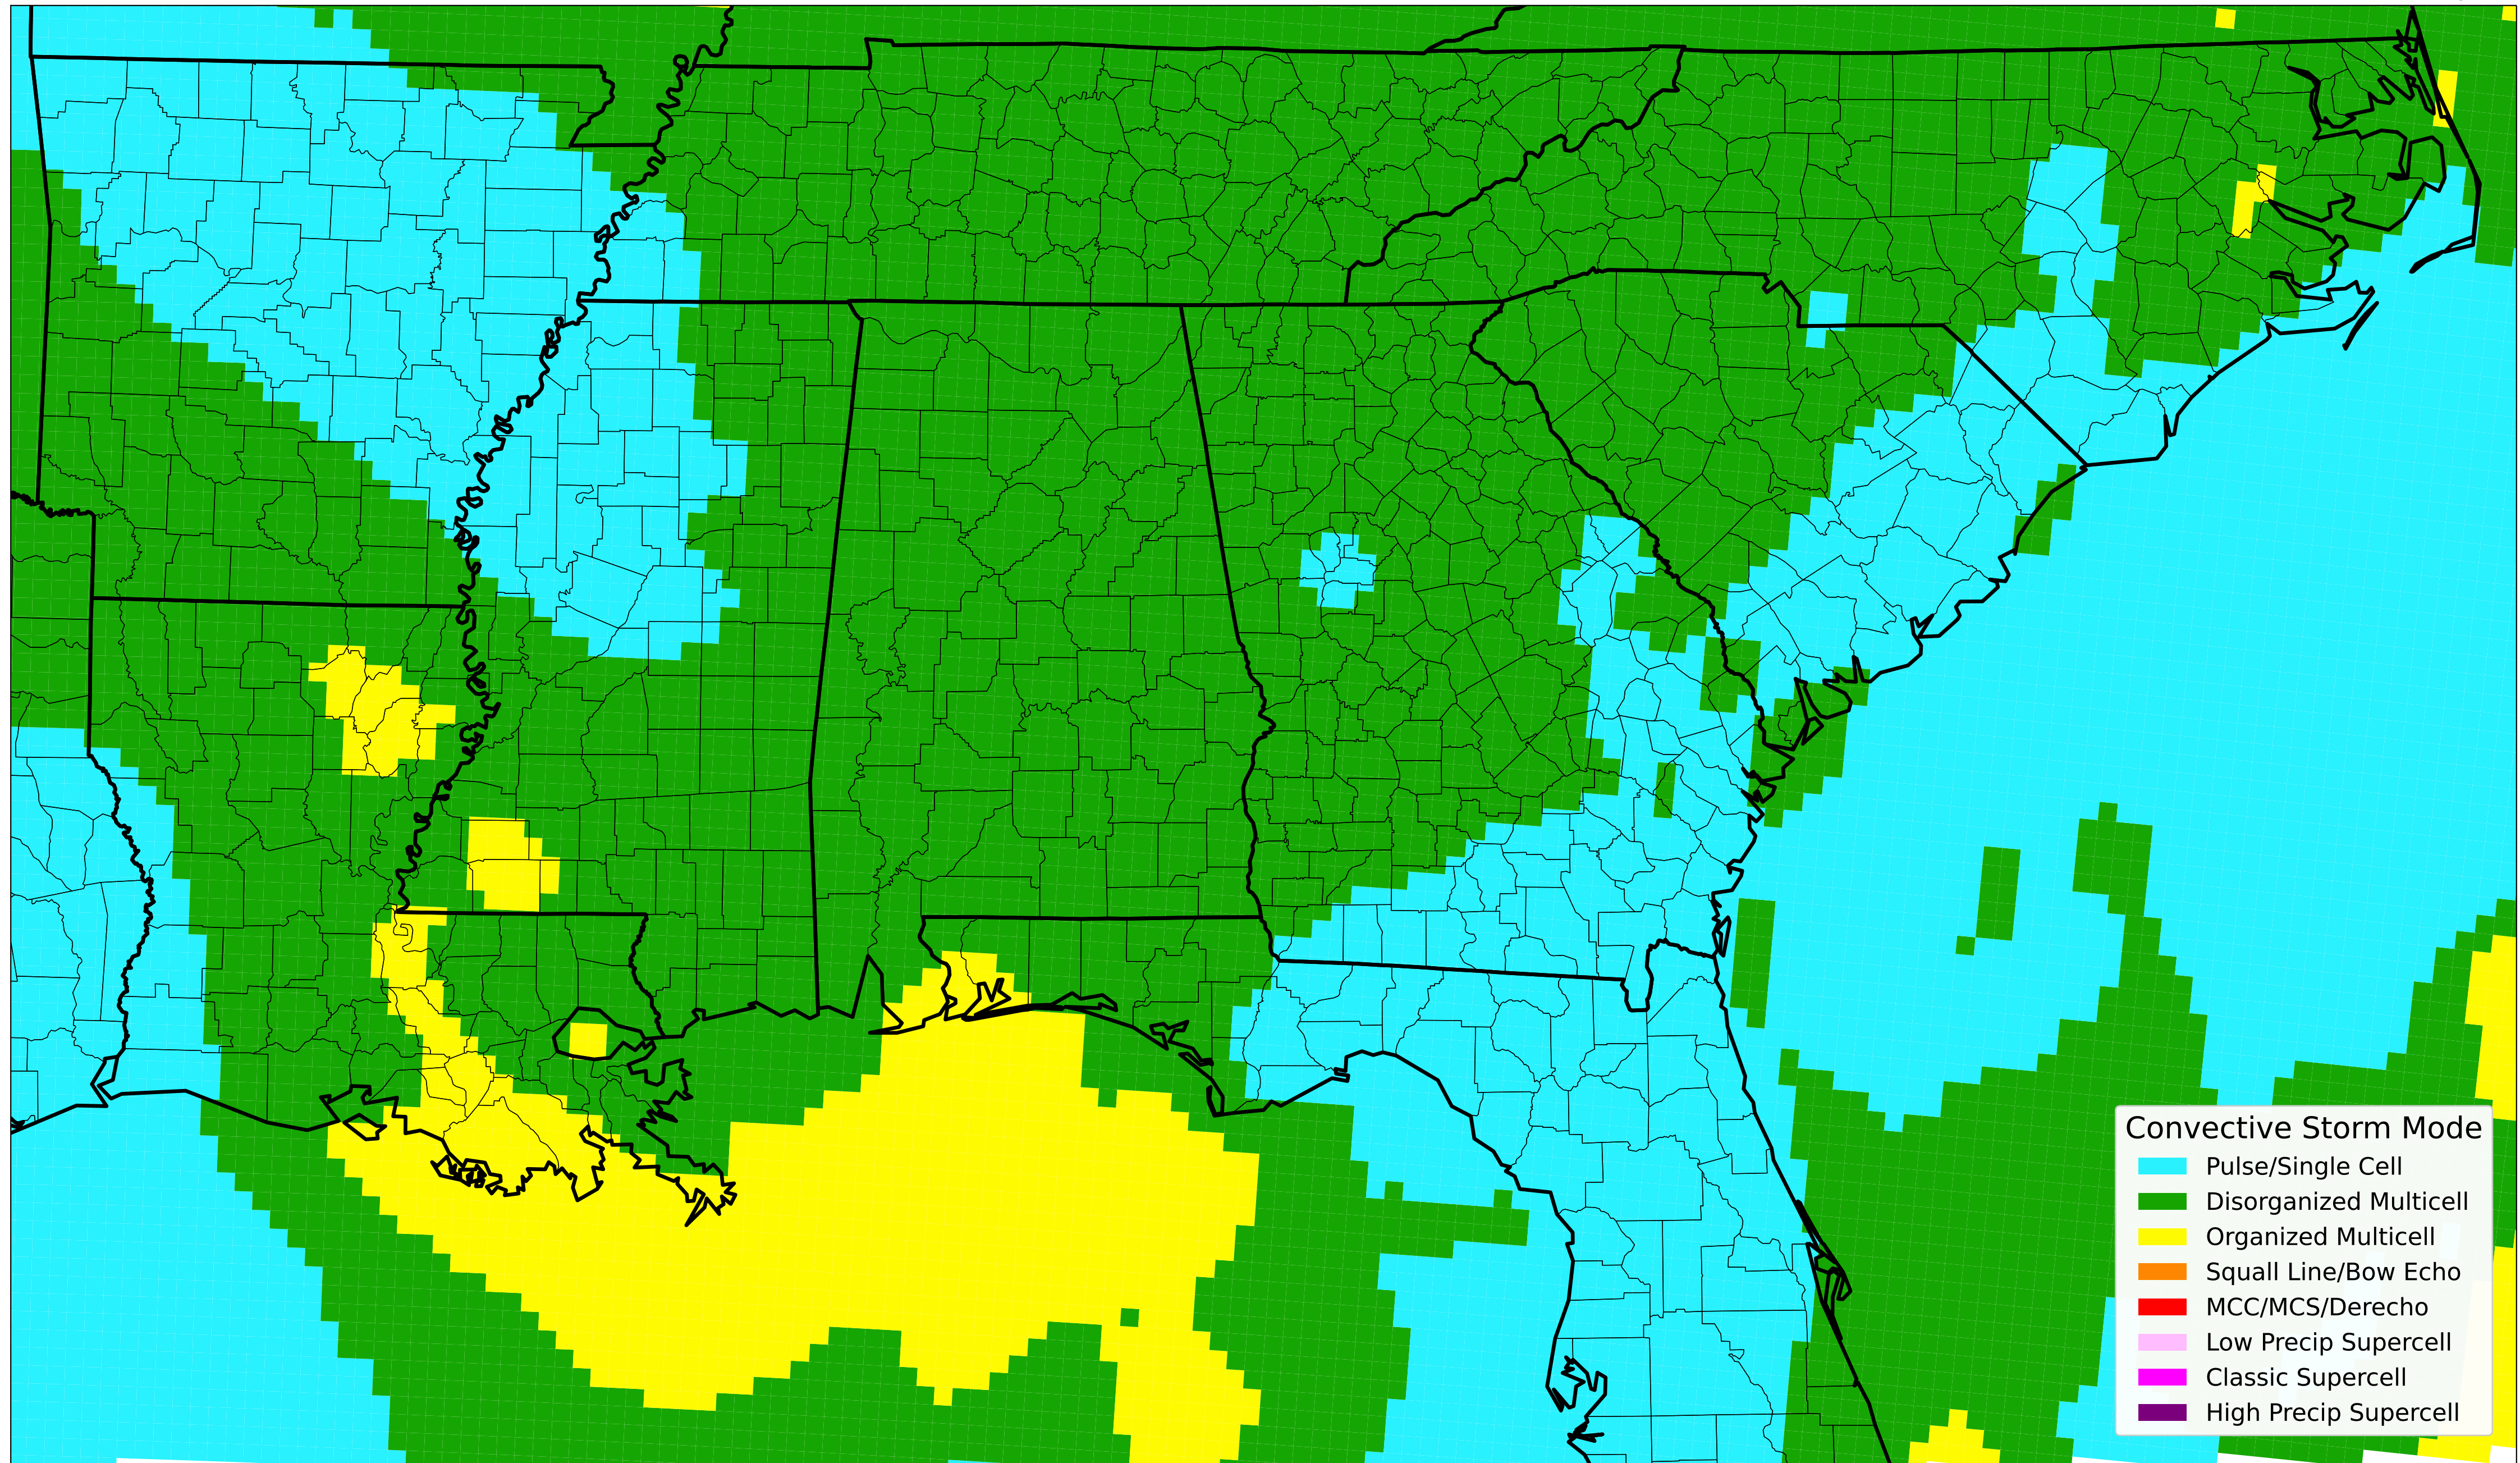 Convective Storm Mode
Pulse/Single Cell
Disorganized Multicell
Organized Multicell
Squall Line/Bow Echo
MCC/MCS/Derecho
Low Precip Supercell
Classic Supercell
High Precip Supercell